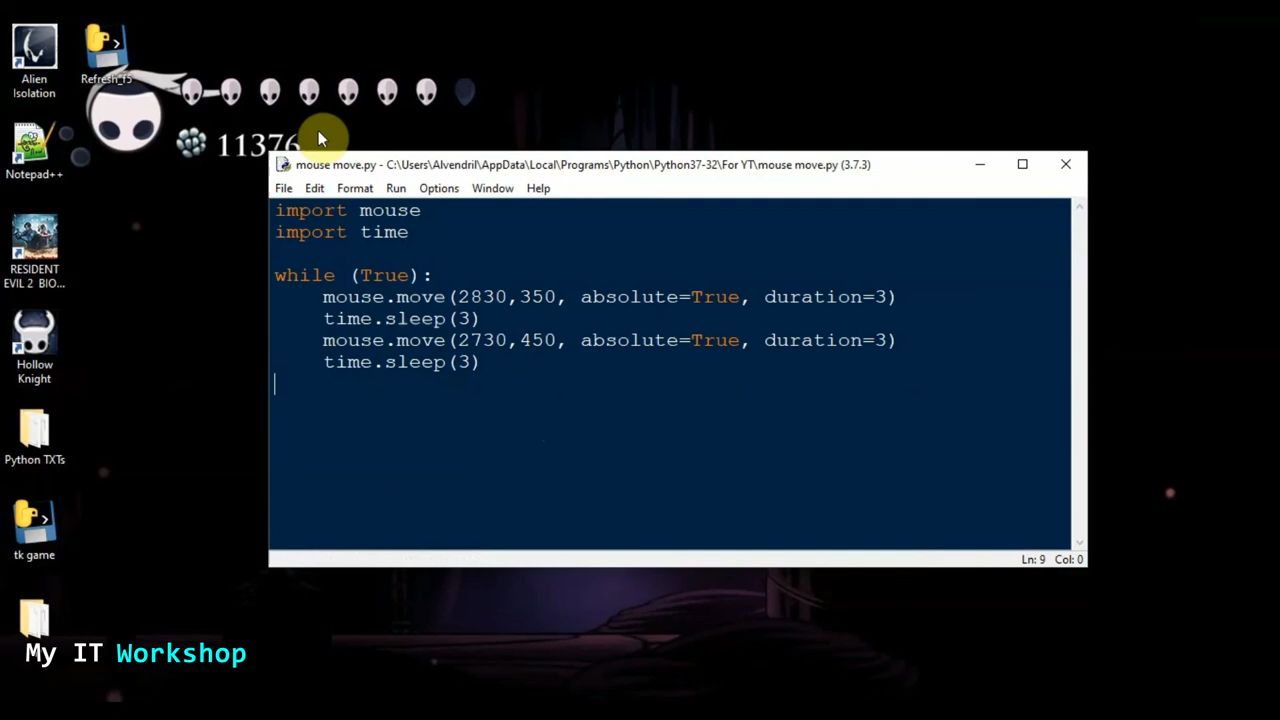 Alien
Isolation
Refresh_f5
11376
Notepad++
RESIDENT
EVIL 2 BIO...
Hollow
Knight
Python TXTs
tk game
mouse move.py - C:\Users\Alvendril\AppData\Local\Programs\Python\Python37-32\For YT\mouse move.py (3.7.3)
File Edit Format Run Options Window Help
import mouse
import time
while (True):
mouse.move(2830,350, absolute=True, duration=3)
time.sleep(3)
mouse.move(2730,450, absolute=True, duration=3)
time.sleep(3)
Ln: 9 Col: 0
My IT Workshop